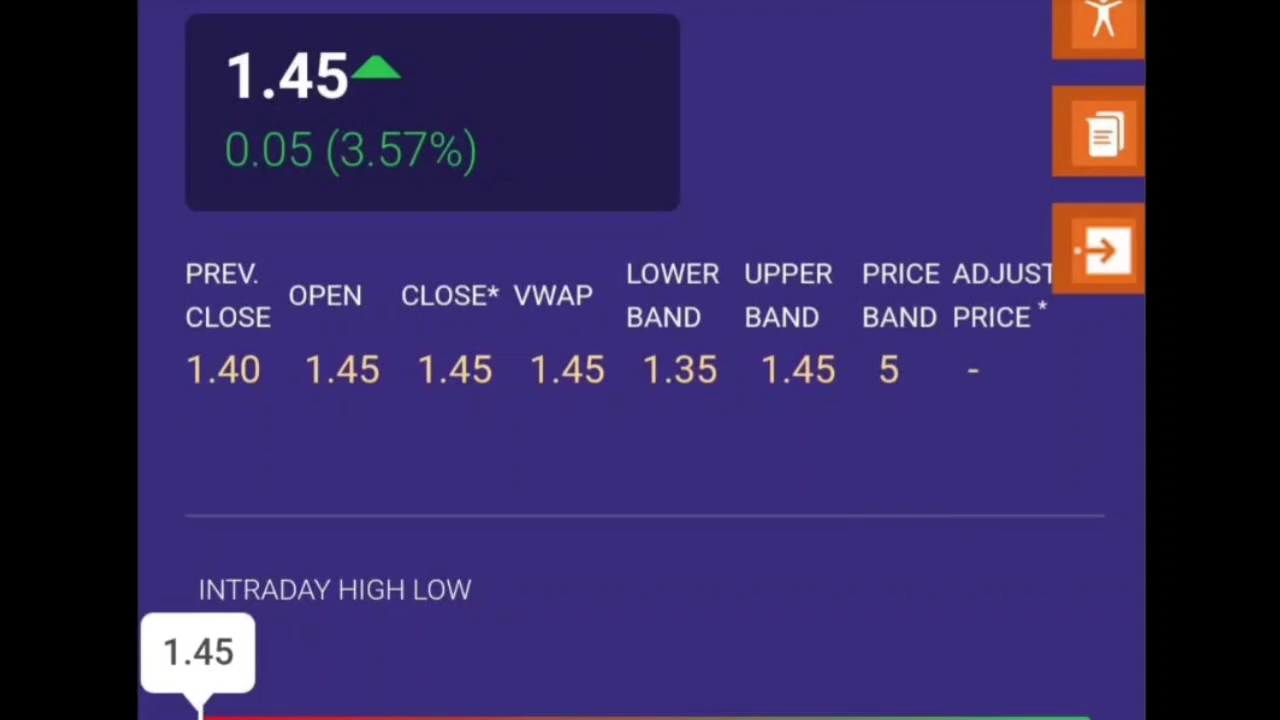 1.45
0.05 (3.57%)
PREV. CLOSE OPEN CLOSE* VWAP LOWER BAND UPPER BAND PRICE BAND ADJUST PRICE *
1.40 1.45 1.45 1.45 1.35 1.45 5 -
INTRADAY HIGH LOW
1.45